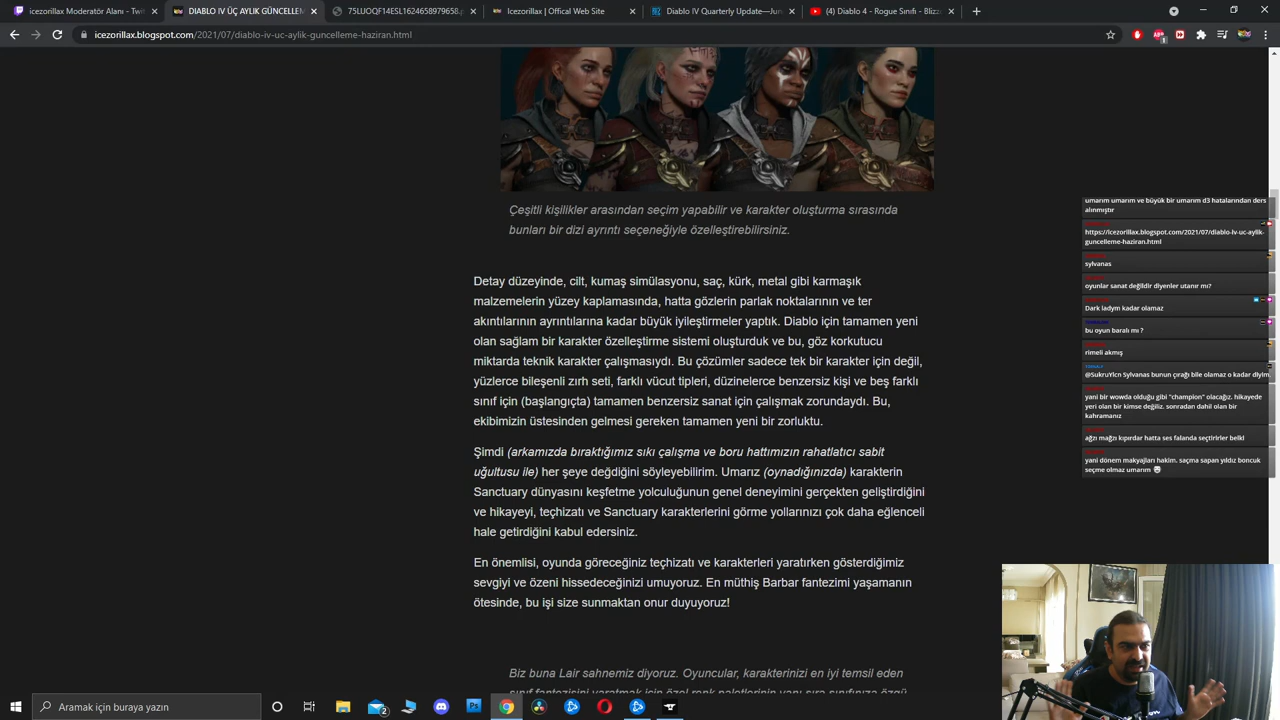 icezorillax Moderatör Alanı - Twit
DIABLO IV ÜÇ AYLIK GÜNCELLEM
75LUOQF14ESL1624658979658.p
Icezorillax | Offical Web Site
Diablo IV Quarterly Update—Jun
Diablo 4 - Rogue Sınıfı - Blizz
icezorillax.blogspot.com/2021/07/diablo-iv-uc-aylik-guncelleme-haziran.html
Çeşitli kişilikler arasından seçim yapabilir ve karakter oluşturma sırasında
bunları bir dizi ayrıntı seçeneğiyle özelleştirebilirsiniz.
Detay düzeyinde, cilt, kumaş simülasyonu, saç, kürk, metal gibi karmaşık
malzemelerin yüzey kaplamasında, hatta gözlerin parlak noktalarının ve ter
akıntılarının ayrıntılarına kadar büyük iyileştirmeler yaptık. Diablo için tamamen yeni
olan sağlam bir karakter özelleştirme sistemi oluşturduk ve bu, göz korkutucu
miktarda teknik karakter çalışmasıydı. Bu çözümler sadece tek bir karakter için değil,
yüzlerce bileşenli zırh seti, farklı vücut tipleri, düzinelerce benzersiz kişi ve beş farklı
sınıf için (başlangıçta) tamamen benzersiz sanat için çalışmak zorundaydı. Bu,
ekibimizin üstesinden gelmesi gereken tamamen yeni bir zorluktu.
Şimdi (arkamızda bıraktığımız sıkı çalışma ve boru hattımızın rahatlatıcı sabit
uğultusu ile) her şeye değdiğini söyleyebilirim. Umarız (oynadığınızda) karakterin
Sanctuary dünyasını keşfetme yolculuğunun genel deneyimini gerçekten geliştirdiğini
ve hikayeyi, teçhizatı ve Sanctuary karakterlerini görme yollarınızı çok daha eğlenceli
hale getirdiğini kabul edersiniz.
En önemlisi, oyunda göreceğiniz teçhizatı ve karakterleri yaratırken gösterdiğimiz
sevgiyi ve özeni hissedeceğinizi umuyoruz. En müthiş Barbar fantezimi yaşamanın
ötesinde, bu işi size sunmaktan onur duyuyoruz!
Biz buna Lair sahnemiz diyoruz. Oyuncular, karakterinizi en iyi temsil eden
sınıf fantezisini yaratmak için özel renk paletlerinin yanı sıra sınıfınıza özgü
umarım umarım ve büyük bir umarım d3 hatalarından ders
alınmıştır
https://icezorillax.blogspot.com/2021/07/diablo-iv-uc-aylik-
guncelleme-haziran.html
sylvanas
oyunlar sanat değildir diyenler utanır mı?
Dark ladym kadar olamaz
bu oyun baralı mı ?
rimeli akmış
@SukruYlcn Sylvanas bunun çırağı bile olamaz o kadar diyim.
yani bir wowda olduğu gibi "champion" olacağız. hikayede
yeri olan bir kimse değiliz. sonradan dahil olan bir
kahramanız
ağzı mağzı kıpırdar hatta ses falanda seçtirirler belki
yani dönem makyajları hakim. saçma sapan yıldız boncuk
seçme olmaz umarım
Aramak için buraya yazın